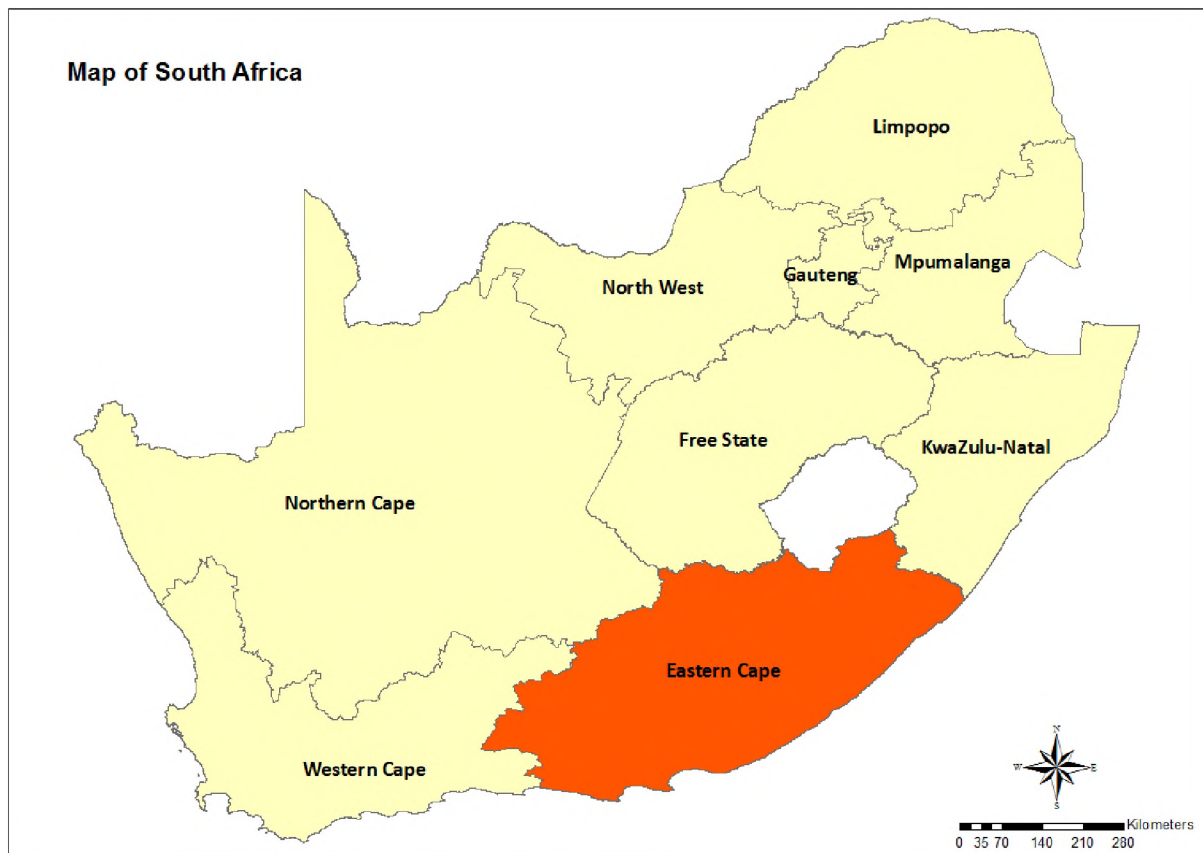 Map of South Africa
Limpopo
Mpumalanga
Gauteng
North West
Free State
KwaZulu-Natal
Northern Cape
Eastern Cape
Western Cape
N
W E
S
Kilometers
0 35 70 140 210 280